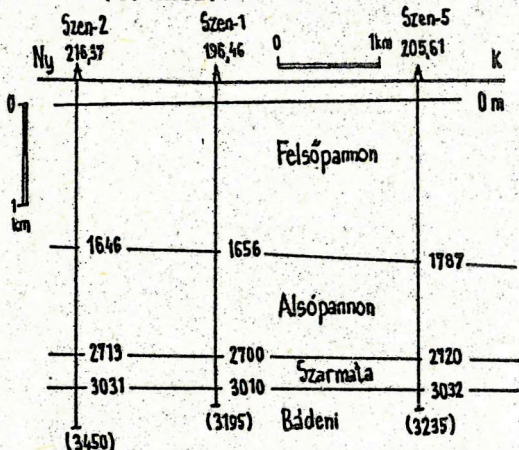 Szen-2 Szen-1 Szen-5
216,37 196,46 0 1km 205,61
Ny K
0 0 m
Felsőpannon
1 km
1646 1656 1787
Alsópannon
2719 2700 2720
Szarmata
3031 3010 3032
(3450) (3195) Bádeni (3235)